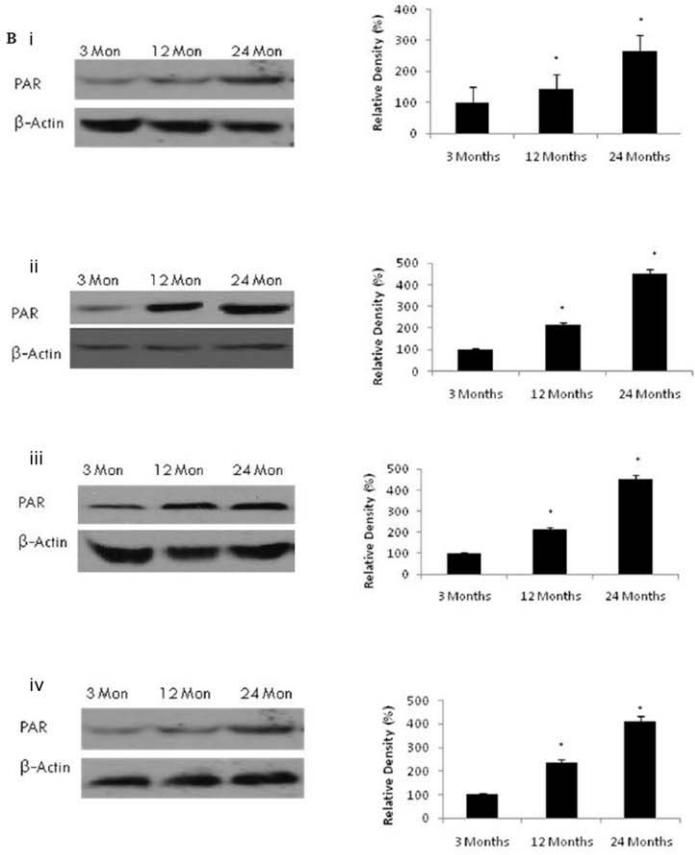 B i
3 Mon 12 Mon 24 Mon
PAR
β-Actin
400
300
200
100
0
Relative Density (%)
* *
3 Months 12 Months 24 Months
ii
3 Mon 12 Mon 24 Mon
PAR
β-Actin
500
400
300
200
100
0
Relative Density (%)
* *
3 Months 12 Months 24 Months
iii
3 Mon 12 Mon 24 Mon
PAR
β-Actin
500
400
300
200
100
0
Relative Density (%)
* *
3 Months 12 Months 24 Months
iv
3 Mon 12 Mon 24 Mon
PAR
β-Actin
500
400
300
200
100
0
Relative Density (%)
* *
3 Months 12 Months 24 Months